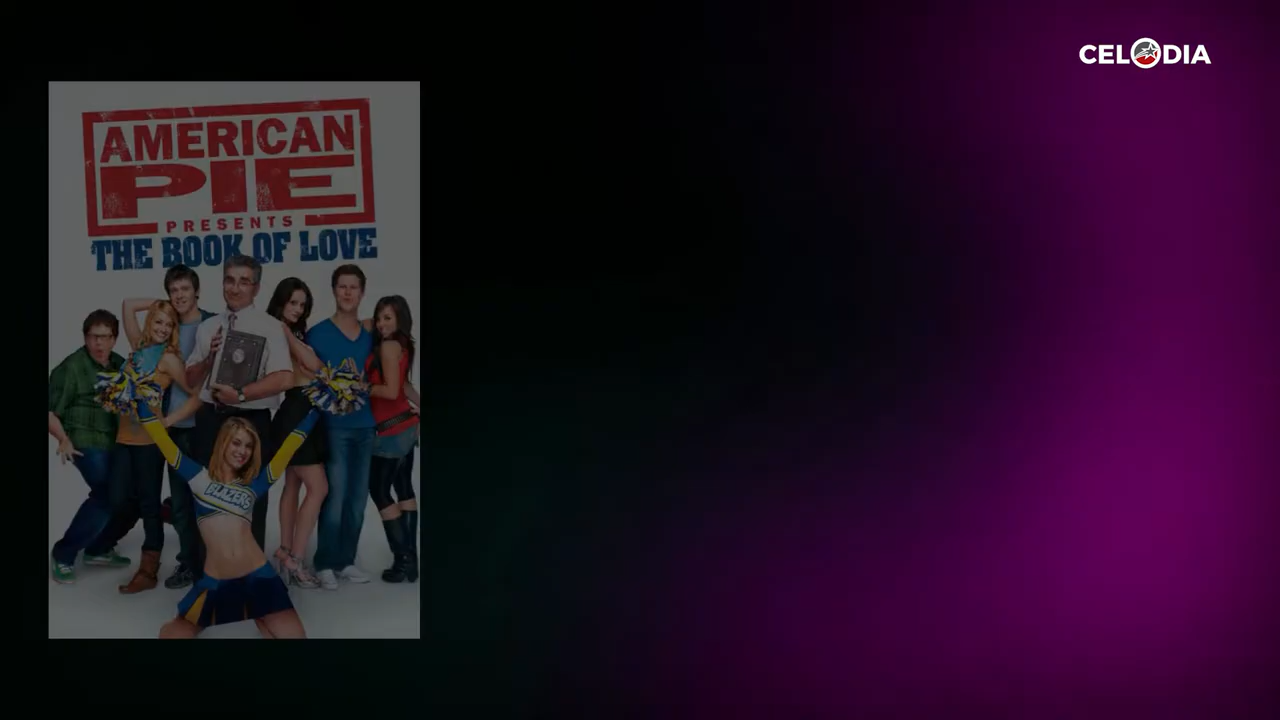 CELODIA
AMERICAN
PIE
PRESENTS
THE BOOK OF LOVE
BLAZERS